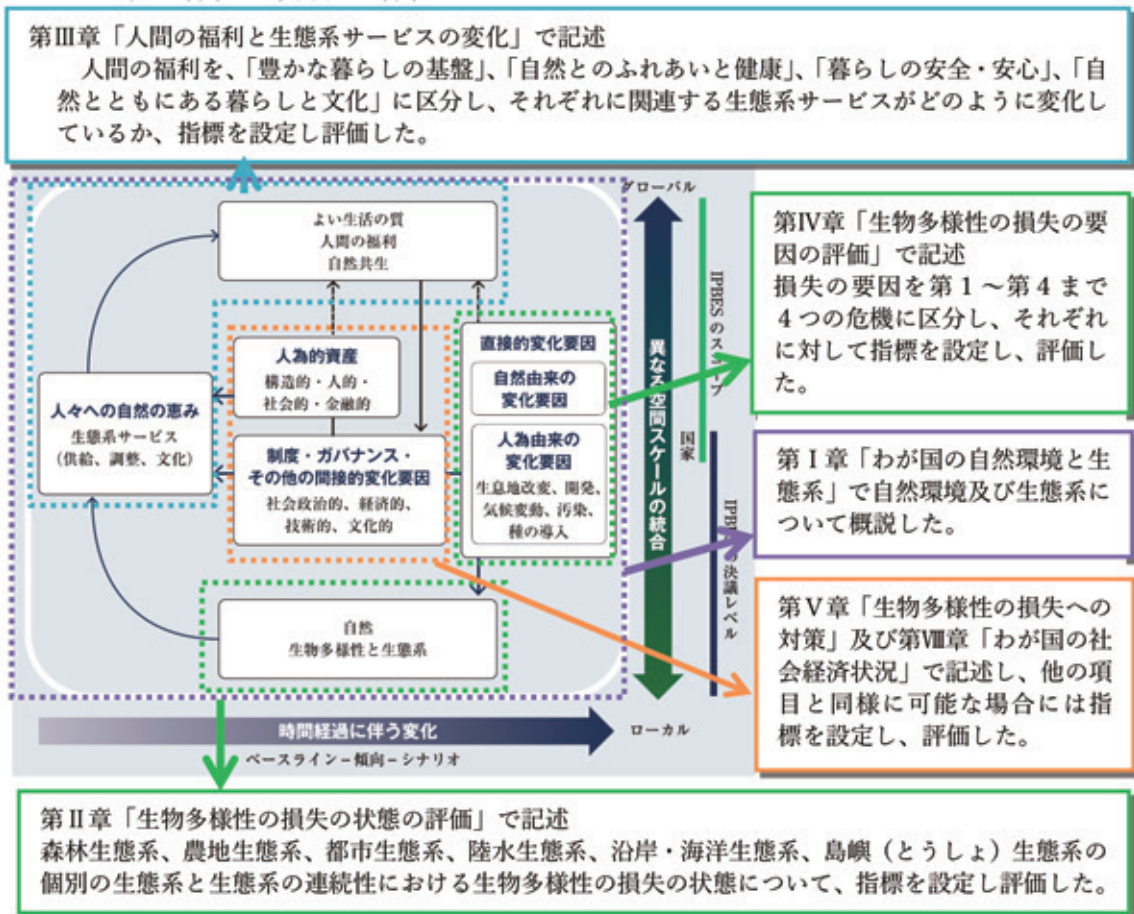 第Ⅲ章「人間の福利と生態系サービスの変化」で記述
人間の福利を、「豊かな暮らしの基盤」、「自然とのふれあいと健康」、「暮らしの安全・安心」、「自
然とともにある暮らしと文化」に区分し、それぞれに関連する生態系サービスがどのように変化し
ているか、指標を設定し評価した。
グローバル
よい生活の質
人間の福利
自然共生
人為的資産
構造的・人的・
社会的・金融的
人々への自然の恵み
生態系サービス
(供給、調整、文化)
制度・ガバナンス・
その他の間接的変化要因
社会政治的、経済的、
技術的、文化的
直接的変化要因
自然由来の
変化要因
人為由来の
変化要因
生息地改変、開発、
気候変動、汚染、
種の導入
自然
生物多様性と生態系
異なる空間スケールの統合
IPBESのスコープ
国家
の決議レベル
ローカル
時間経過に伴う変化
ベースライン－傾向－シナリオ
第Ⅳ章「生物多様性の損失の要
因の評価」で記述
損失の要因を第１～第４まで
４つの危機に区分し、それぞれ
に対して指標を設定し、評価し
た。
第Ⅰ章「わが国の自然環境と生
態系」で自然環境及び生態系に
ついて概説した。
第Ⅴ章「生物多様性の損失への
対策」及び第Ⅷ章「わが国の社
会経済状況」で記述し、他の項
目と同様に可能な場合には指
標を設定し、評価した。
第Ⅱ章「生物多様性の損失の状態の評価」で記述
森林生態系、農地生態系、都市生態系、陸水生態系、沿岸・海洋生態系、島嶼（とうしょ）生態系の
個別の生態系と生態系の連続性における生物多様性の損失の状態について、指標を設定し評価した。